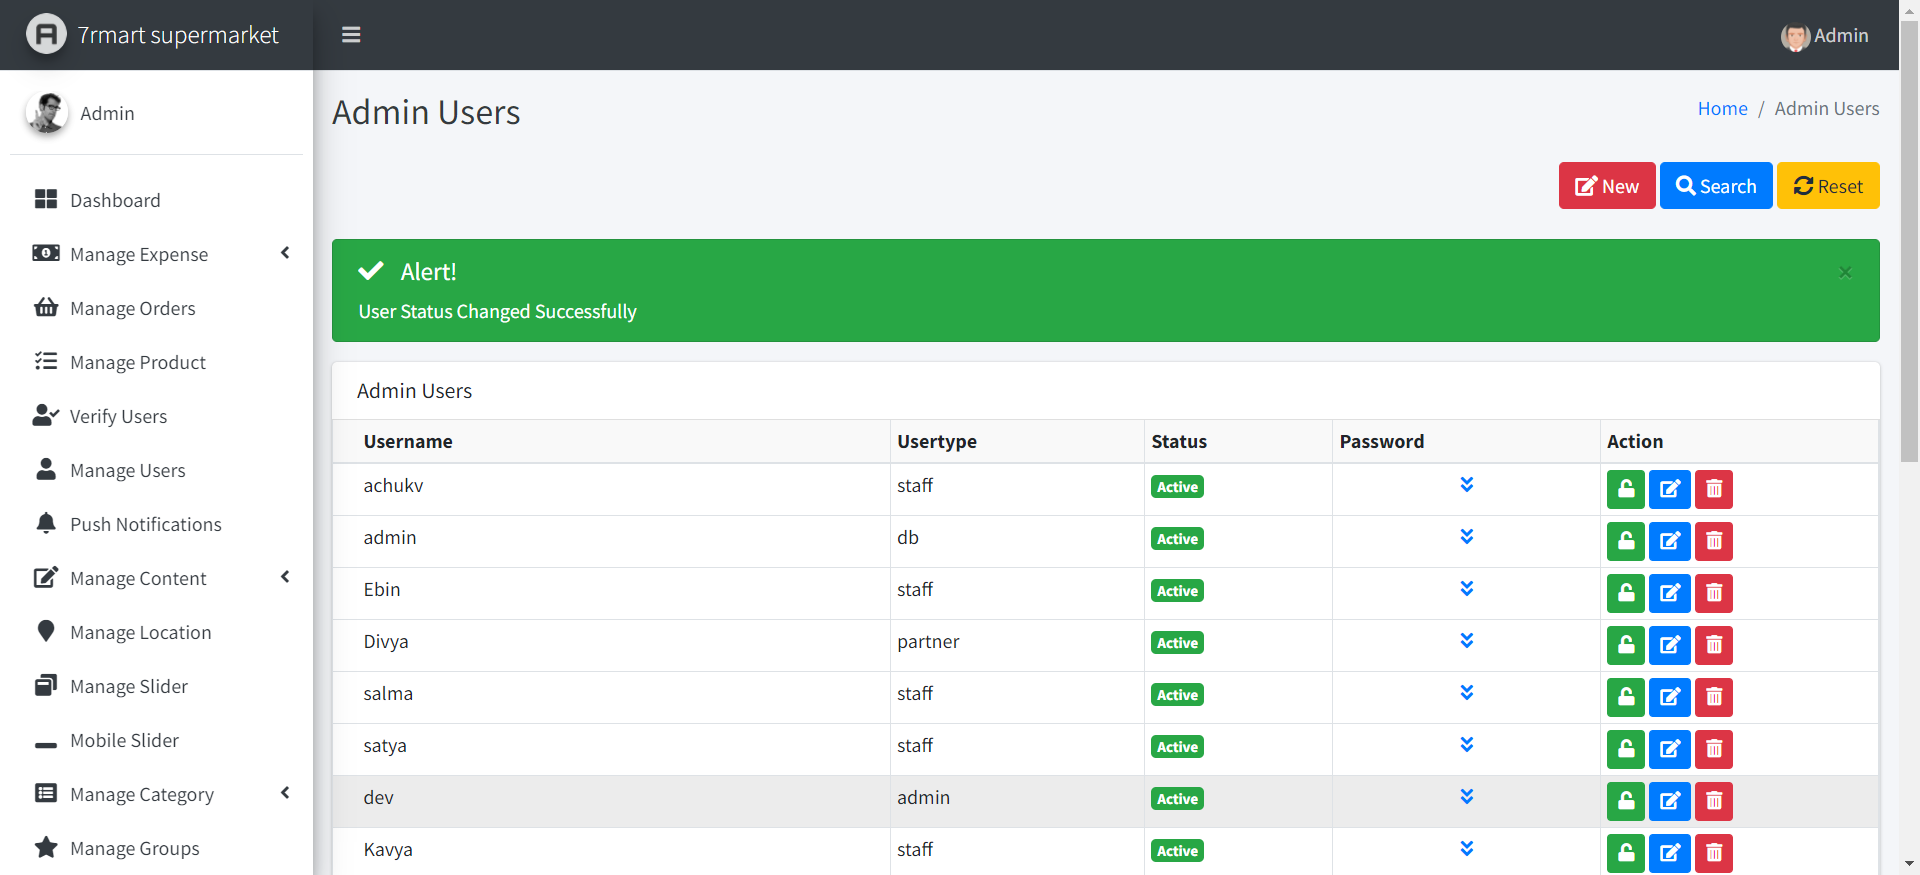 7rmart supermarket
Admin
Admin
Admin Users
Home / Admin Users
New
Search
Reset
Dashboard
Manage Expense
Manage Orders
Manage Product
Verify Users
Manage Users
Push Notifications
Manage Content
Manage Location
Manage Slider
Mobile Slider
Manage Category
Manage Groups
Alert!
×
User Status Changed Successfully
Admin Users
Username Usertype Status Password Action
achukv staff Active
admin db Active
Ebin staff Active
Divya partner Active
salma staff Active
satya staff Active
dev admin Active
Kavya staff Active